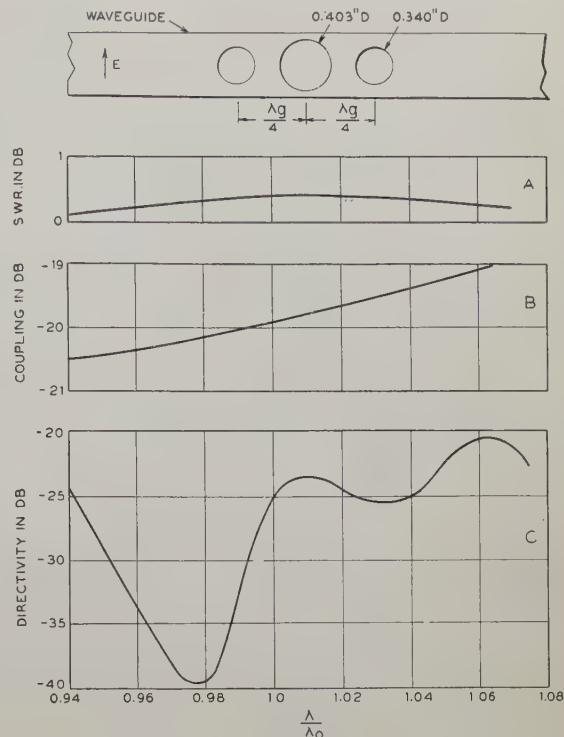 WAVEGUIDE
0.403"D
0.340"D
E
λg
4
λg
4
SWR. IN DB
1
0
A
COUPLING IN DB
-19
-20
-21
B
DIRECTIVITY IN DB
-20
-25
-30
-35
-40
C
0.94 0.96 0.98 1.0 1.02 1.04 1.06 1.08
λ
λ0